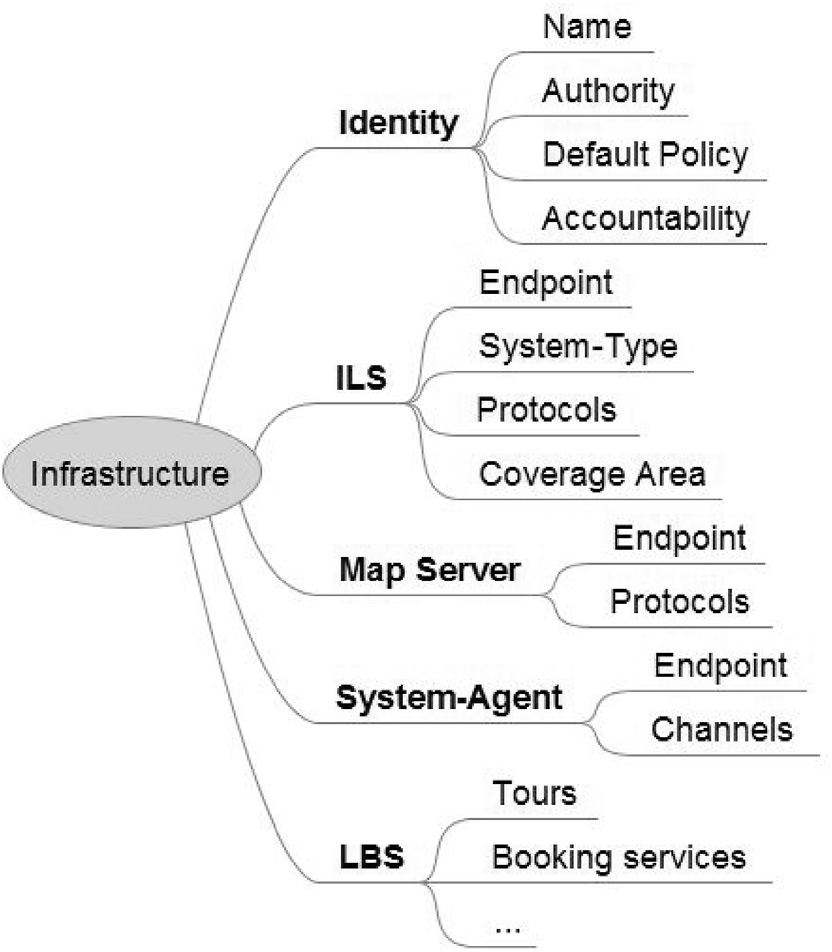 Infrastructure
Identity
Name
Authority
Default Policy
Accountability
ILS
Endpoint
System-Type
Protocols
Coverage Area
Map Server
Endpoint
Protocols
System-Agent
Endpoint
Channels
LBS
Tours
Booking services
...